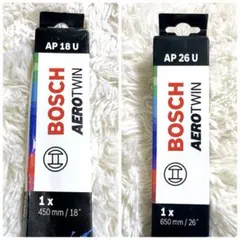 AP 18 U
BOSCH
AEROTWIN
1 x
450 mm / 18"
AP 26 U
BOSCH
AEROTWIN
1 x
650 mm / 26"